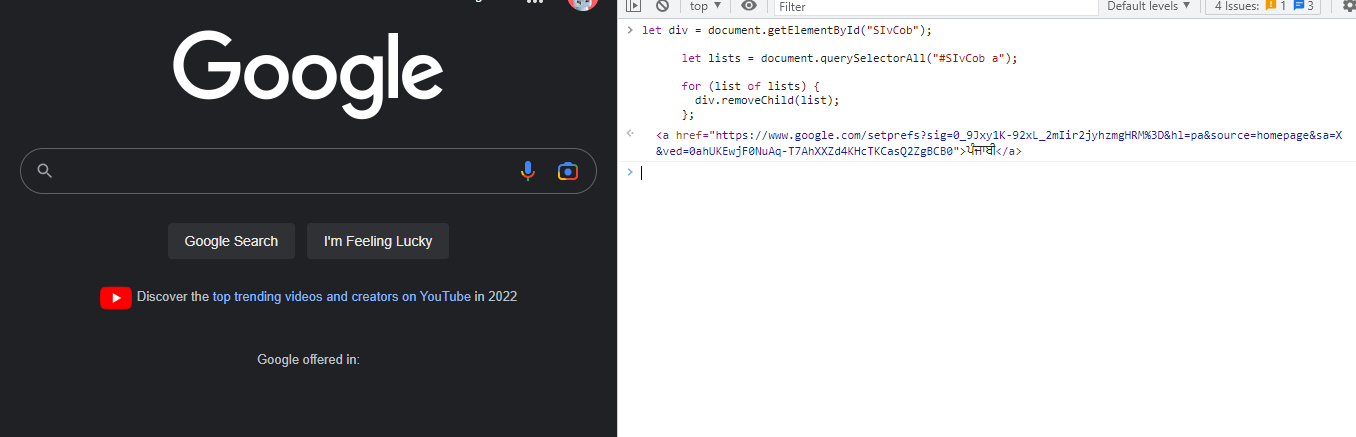 top ▼
Filter
Default levels ▼
4 Issues:
1
3
Google
Google Search
I'm Feeling Lucky
Discover the top trending videos and creators on YouTube in 2022
Google offered in:
let div = document.getElementById("SIvCob");
let lists = document.querySelectorAll("#SIvCob a");
for (list of lists) {
div.removeChild(list);
};
<a href="https://www.google.com/setprefs?sig=0_9Jxy1K-92xL_2mIir2jyhzmgHRM%3D&hl=pa&source=homepage&sa=X
&ved=0ahUKEwjF0NuAq-T7AhXXZd4KHcTKCasQ2ZgBCB0">ਪੰਜਾਬੀ</a>